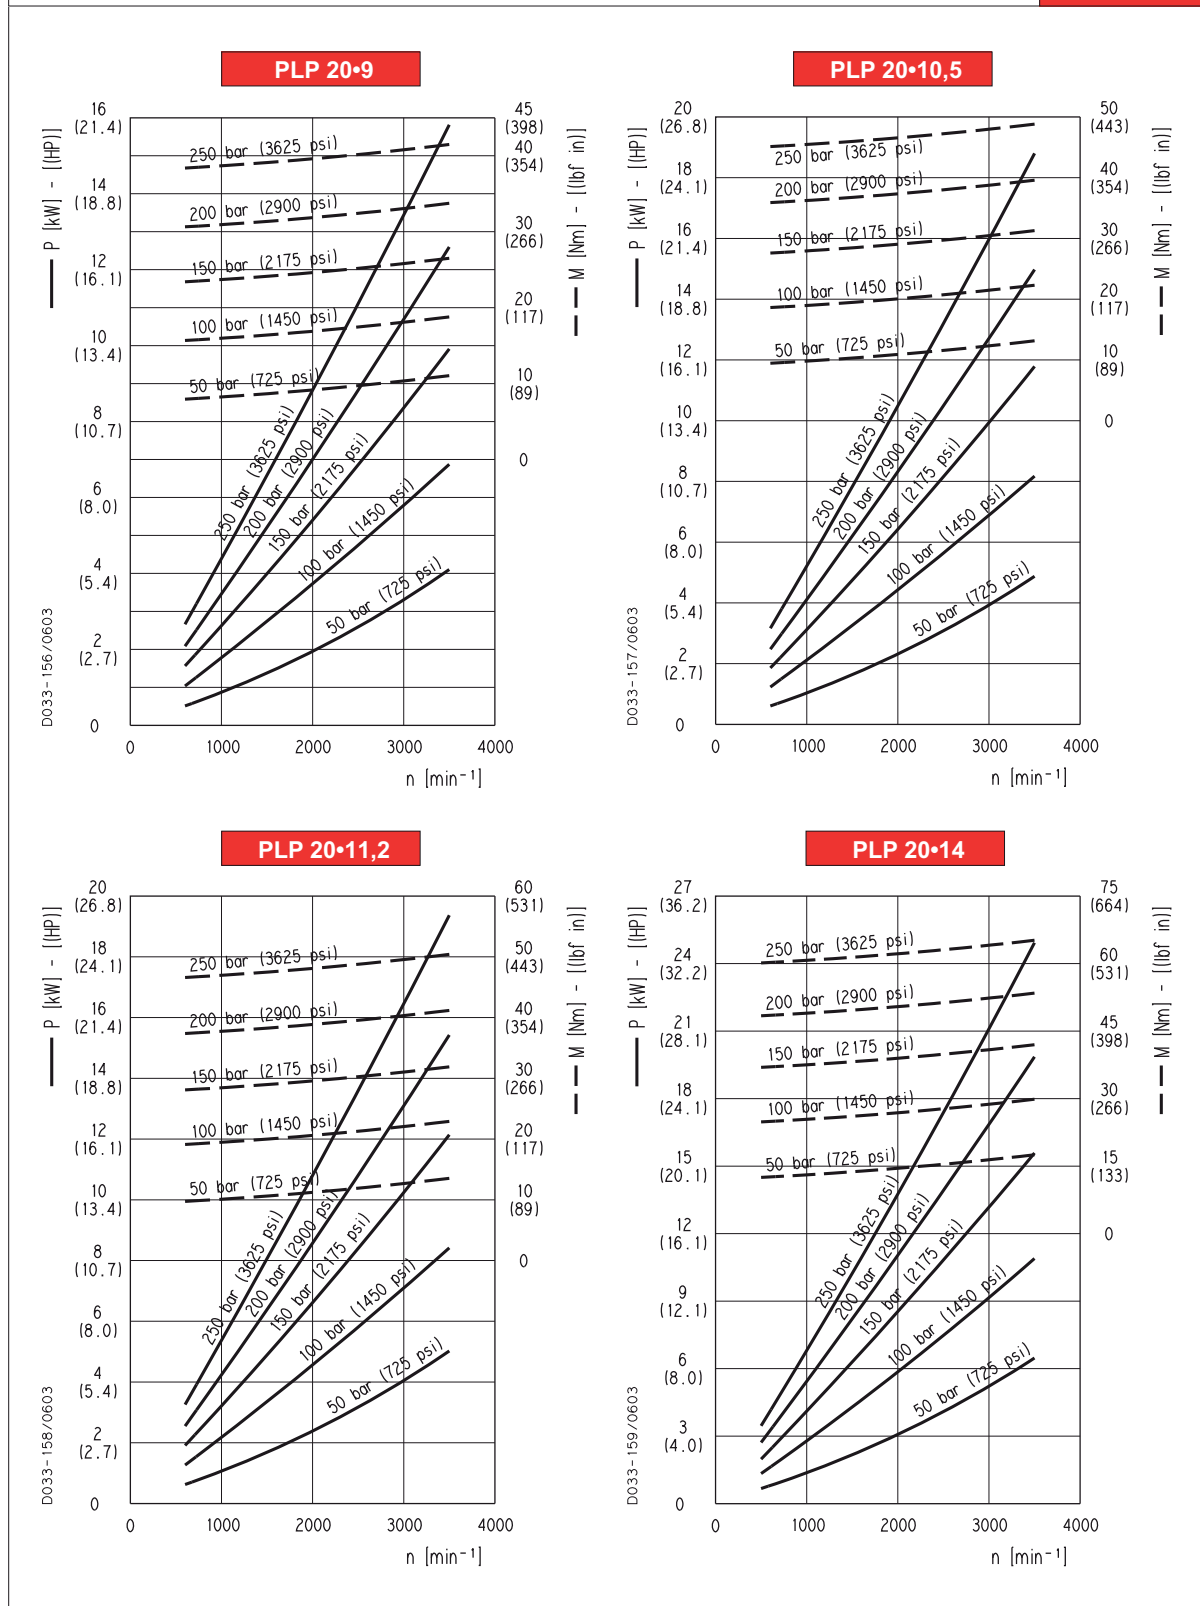 PLP 20•9
P [kW] - [(HP)]
M [Nm] - [(lbf in)]
16
(21.4)
14
(18.8)
12
(16.1)
10
(13.4)
8
(10.7)
6
(8.0)
4
(5.4)
2
(2.7)
0
45
(398)
40
(354)
30
(266)
20
(117)
10
(89)
0
250 bar (3625 psi)
200 bar (2900 psi)
150 bar (2175 psi)
100 bar (1450 psi)
50 bar (725 psi)
250 bar (3625 psi)
200 bar (2900 psi)
150 bar (2175 psi)
100 bar (1450 psi)
50 bar (725 psi)
0 1000 2000 3000 4000
n [min-1]
D033-156/0603
PLP 20•10,5
P [kW] - [(HP)]
M [Nm] - [(lbf in)]
20
(26.8)
18
(24.1)
16
(21.4)
14
(18.8)
12
(16.1)
10
(13.4)
8
(10.7)
6
(8.0)
4
(5.4)
2
(2.7)
0
50
(443)
40
(354)
30
(266)
20
(117)
10
(89)
0
250 bar (3625 psi)
200 bar (2900 psi)
150 bar (2175 psi)
100 bar (1450 psi)
50 bar (725 psi)
250 bar (3625 psi)
200 bar (2900 psi)
150 bar (2175 psi)
100 bar (1450 psi)
50 bar (725 psi)
0 1000 2000 3000 4000
n [min-1]
D033-157/0603
PLP 20•11,2
P [kW] - [(HP)]
M [Nm] - [(lbf in)]
20
(26.8)
18
(24.1)
16
(21.4)
14
(18.8)
12
(16.1)
10
(13.4)
8
(10.7)
6
(8.0)
4
(5.4)
2
(2.7)
0
60
(531)
50
(443)
40
(354)
30
(266)
20
(117)
10
(89)
0
250 bar (3625 psi)
200 bar (2900 psi)
150 bar (2175 psi)
100 bar (1450 psi)
50 bar (725 psi)
250 bar (3625 psi)
200 bar (2900 psi)
150 bar (2175 psi)
100 bar (1450 psi)
50 bar (725 psi)
0 1000 2000 3000 4000
n [min-1]
D033-158/0603
PLP 20•14
P [kW] - [(HP)]
M [Nm] - [(lbf in)]
27
(36.2)
24
(32.2)
21
(28.1)
18
(24.1)
15
(20.1)
12
(16.1)
9
(12.1)
6
(8.0)
3
(4.0)
0
75
(664)
60
(531)
45
(398)
30
(266)
15
(133)
0
250 bar (3625 psi)
200 bar (2900 psi)
150 bar (2175 psi)
100 bar (1450 psi)
50 bar (725 psi)
250 bar (3625 psi)
200 bar (2900 psi)
150 bar (2175 psi)
100 bar (1450 psi)
50 bar (725 psi)
0 1000 2000 3000 4000
n [min-1]
D033-159/0603